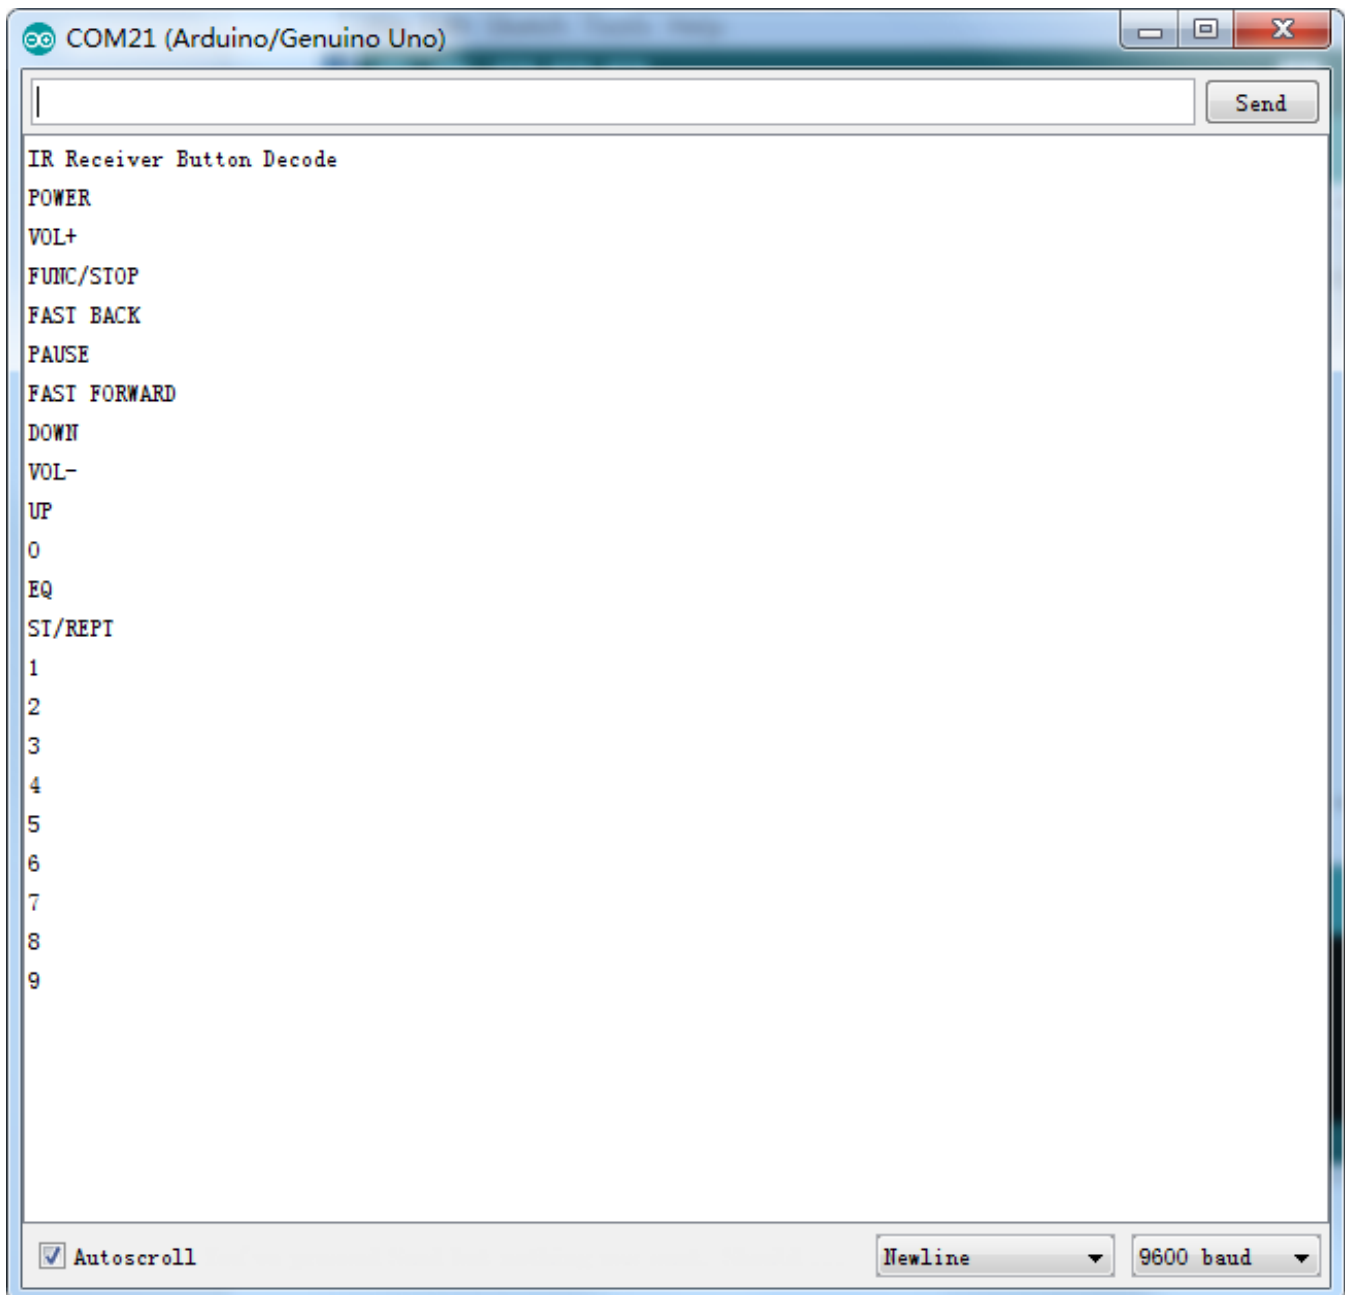 COM21 (Arduino/Genuino Uno)
Send
IR Receiver Button Decode
POWER
VOL+
FUNC/STOP
FAST BACK
PAUSE
FAST FORWARD
DOWN
VOL-
UP
0
EQ
ST/REPT
1
2
3
4
5
6
7
8
9
Autoscroll
Newline
9600 baud